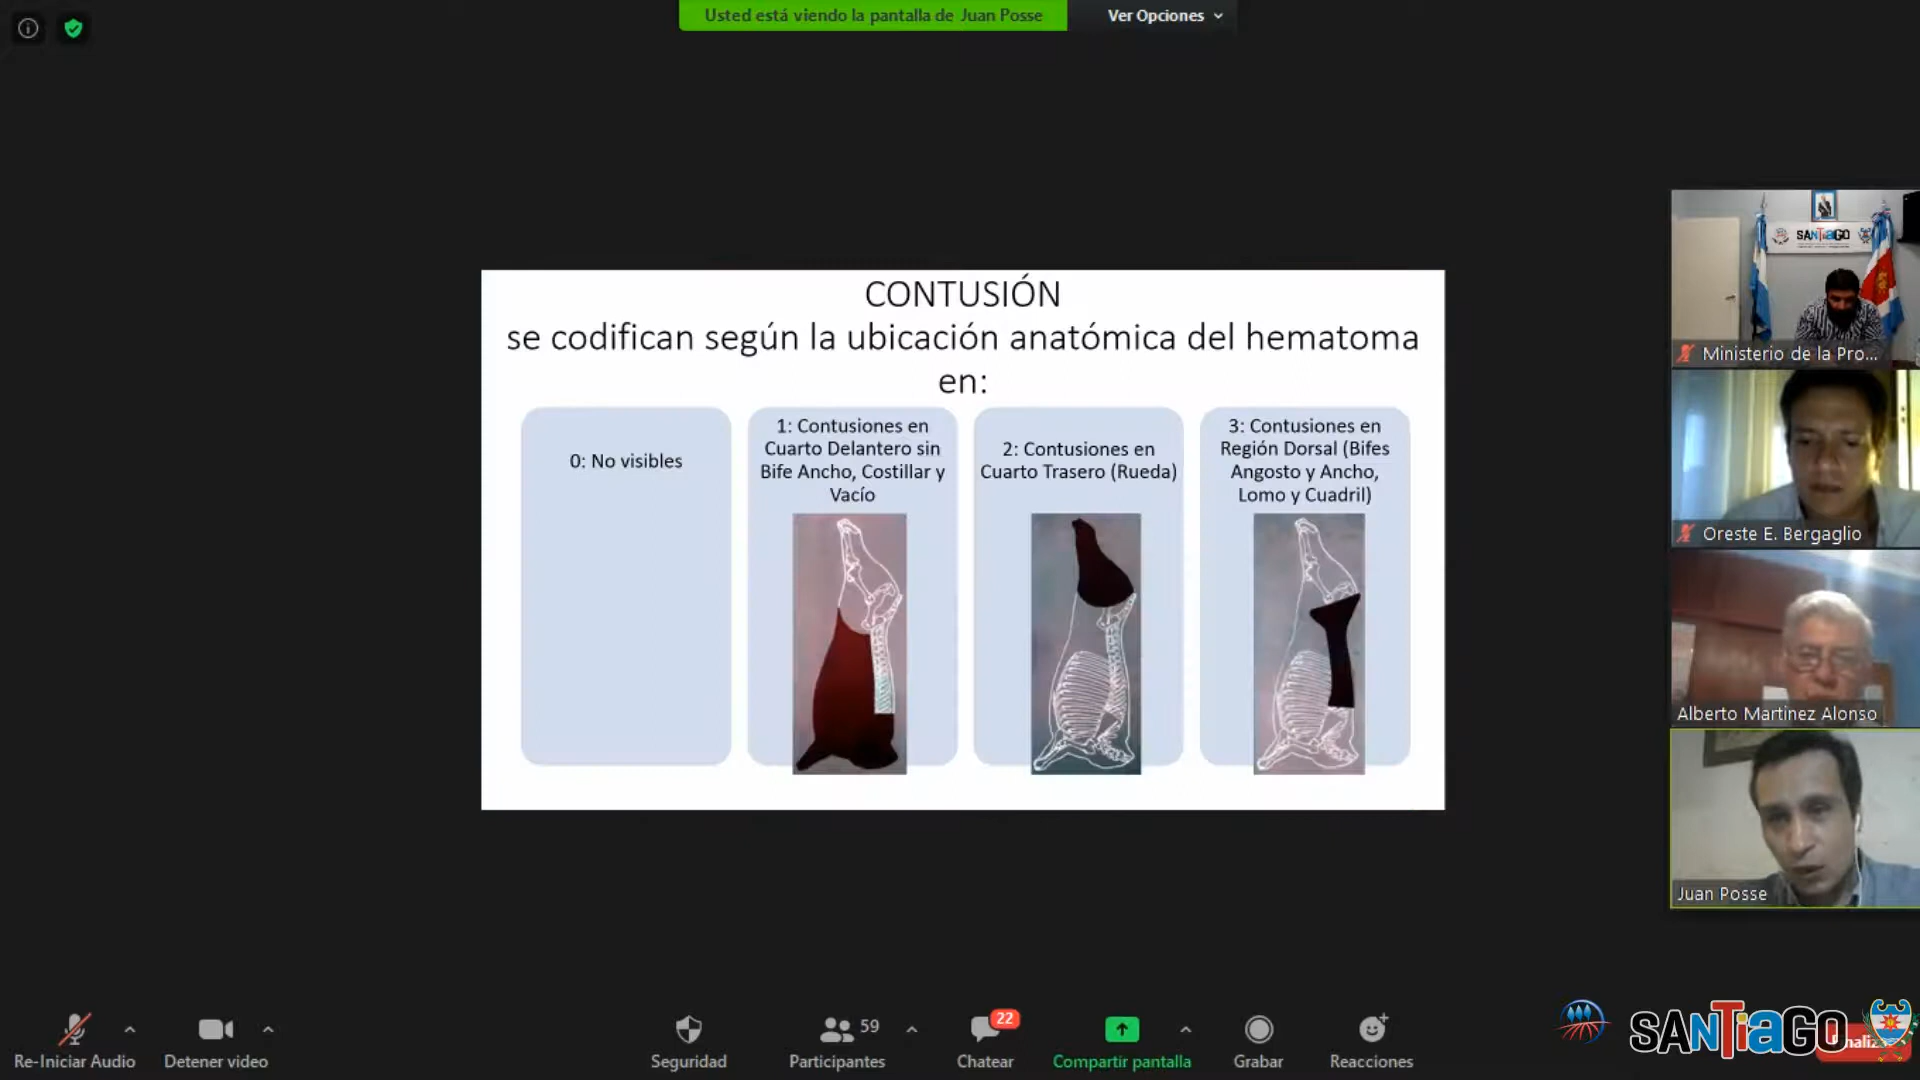 Usted está viendo la pantalla de Juan Posse
Ver Opciones
CONTUSIÓN
se codifican según la ubicación anatómica del hematoma
en:
0: No visibles
1: Contusiones en
Cuarto Delantero sin
Bife Ancho, Costillar y
Vacío
2: Contusiones en
Cuarto Trasero (Rueda)
3: Contusiones en
Región Dorsal (Bifes
Angosto y Ancho,
Lomo y Cuadril)
SANTiaGO
Ministerio de la Pro...
Oreste E. Bergaglio
Alberto Martinez Alonso
Juan Posse
Re-Iniciar Audio
Detener video
Seguridad
59
Participantes
22
Chatear
Compartir pantalla
Grabar
Reacciones
SANTiaGO